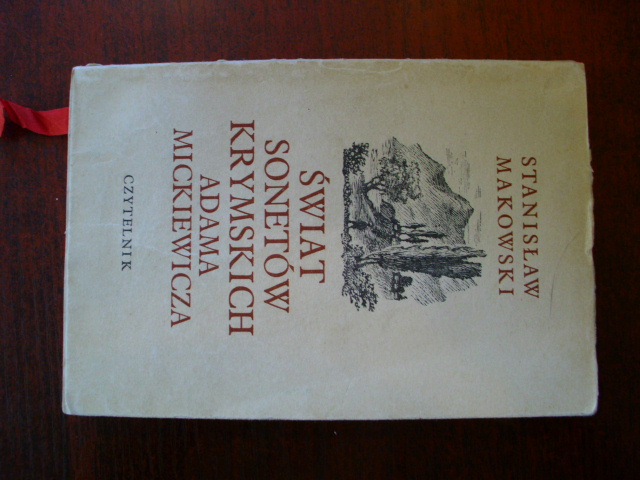 STANISŁAW
MAKOWSKI
ŚWIAT
SONETÓW
KRYMSKICH
ADAMA
MICKIEWICZA
CZYTELNIK